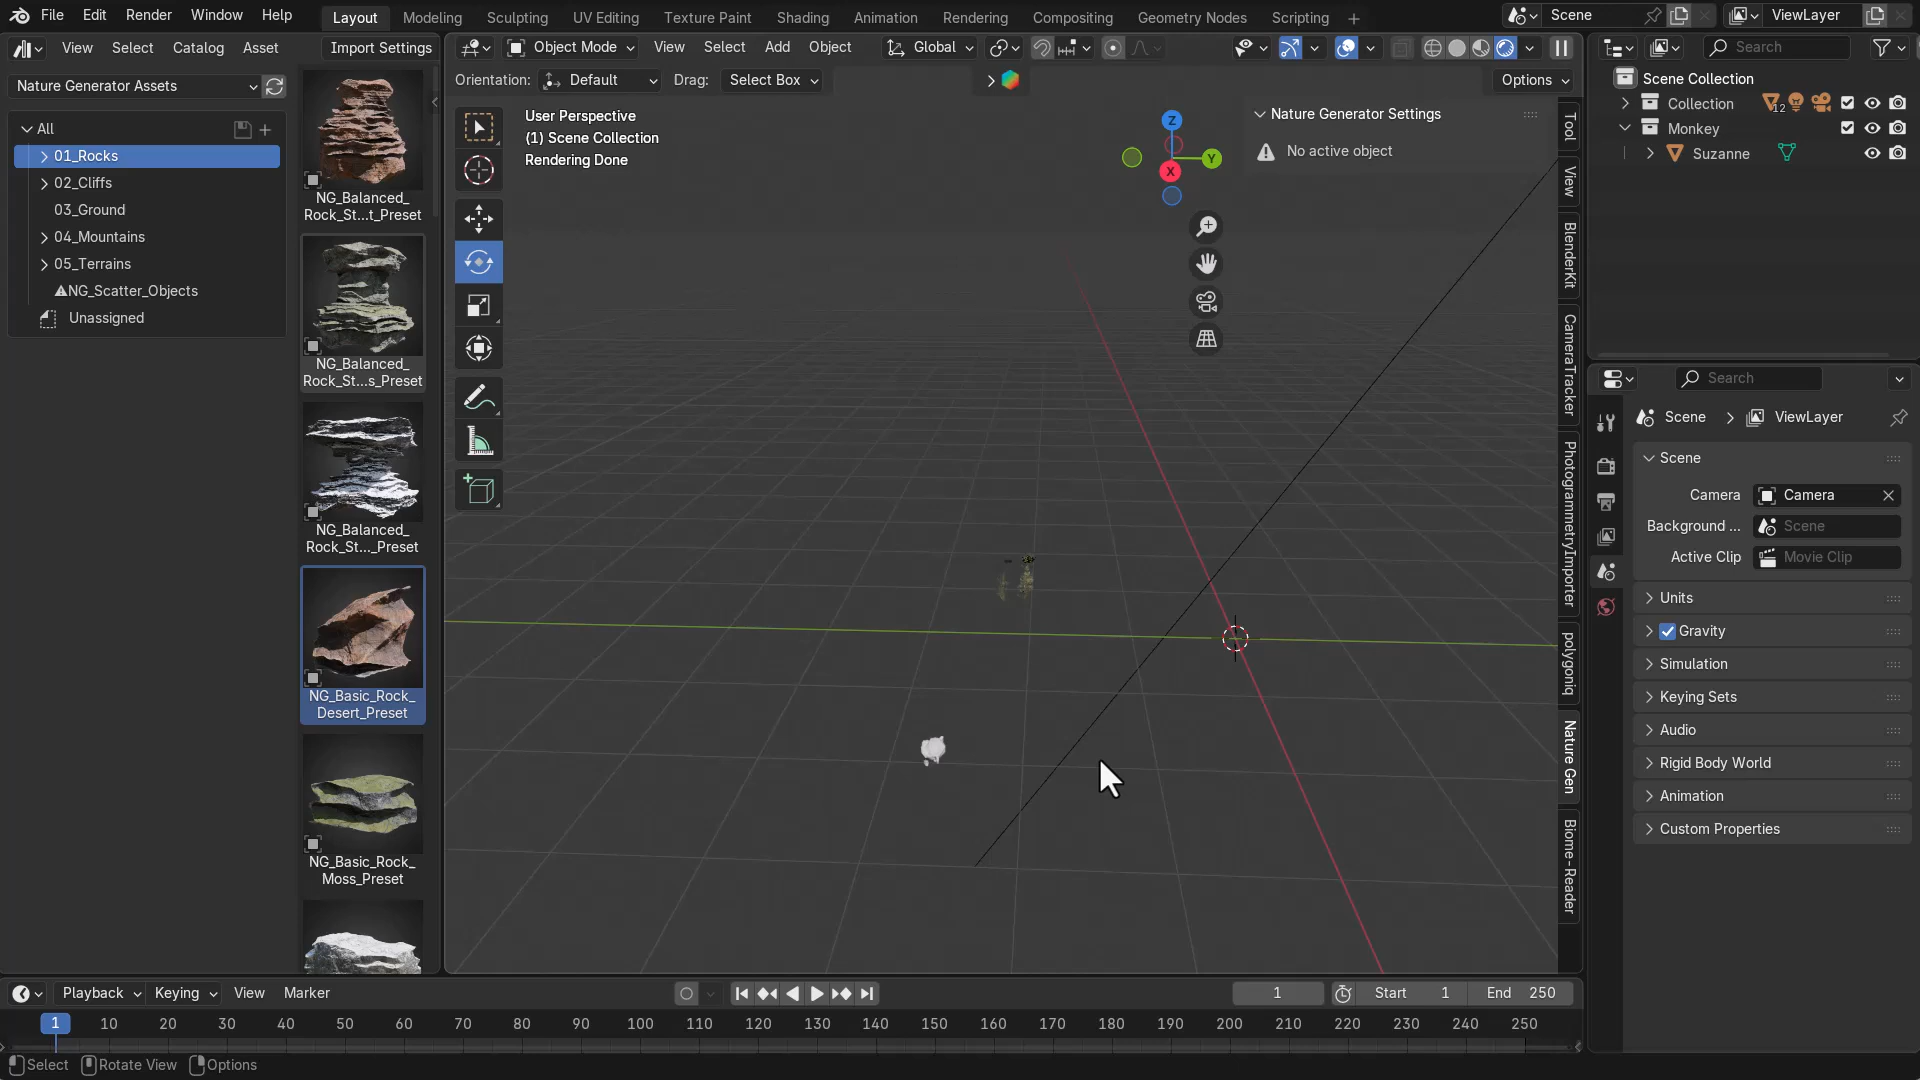 File Edit Render Window Help
Layout Modeling Sculpting UV Editing Texture Paint Shading Animation Rendering Compositing Geometry Nodes Scripting
Scene
ViewLayer
View Select Catalog Asset Import Settings
Object Mode View Select Add Object Global
Search
Nature Generator Assets
Orientation: Default Drag: Select Box
Options
All
01_Rocks
02_Cliffs
03_Ground
04_Mountains
05_Terrains
NG_Scatter_Objects
Unassigned
NG_Balanced_
Rock_St...t_Preset
NG_Balanced_
Rock_St...s_Preset
NG_Balanced_
Rock_St..._Preset
NG_Basic_Rock_
Desert_Preset
NG_Basic_Rock_
Moss_Preset
User Perspective
(1) Scene Collection
Rendering Done
Z
Y
X
Nature Generator Settings
No active object
Tool
View
BlenderKit
CameraTracker
PhotogrammetryImporter
polygoniq
Nature Gen
Biome-Reader
Scene Collection
Collection 12
Monkey
Suzanne
Search
Scene ViewLayer
Scene
Camera Camera
Background ... Scene
Active Clip Movie Clip
Units
Gravity
Simulation
Keying Sets
Audio
Rigid Body World
Animation
Custom Properties
Playback Keying View Marker
1 Start 1 End 250
1 10 20 30 40 50 60 70 80 90 100 110 120 130 140 150 160 170 180 190 200 210 220 230 240 250
Select Rotate View Options